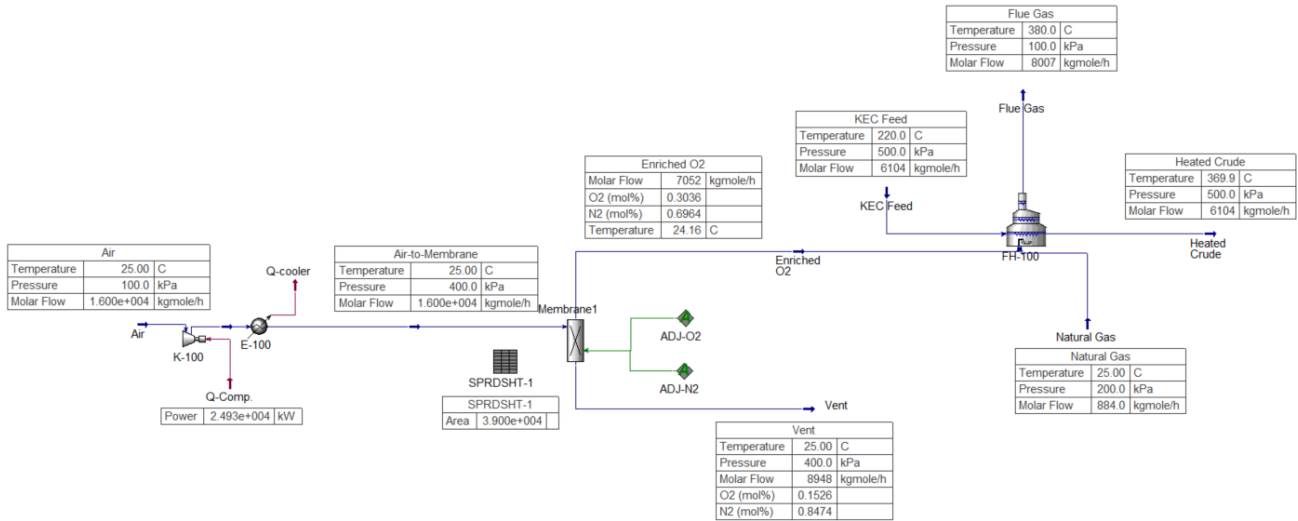 Flue Gas
Temperature 380.0 C
Pressure 100.0 kPa
Molar Flow 8007 kgmole/h
Flue Gas
KEC Feed
Temperature 220.0 C
Pressure 500.0 kPa
Molar Flow 6104 kgmole/h
KEC Feed
Heated Crude
Temperature 369.9 C
Pressure 500.0 kPa
Molar Flow 6104 kgmole/h
Heated
Crude
FH-100
Enriched O2
Molar Flow 7052 kgmole/h
O2 (mol%) 0.3036
N2 (mol%) 0.6964
Temperature 24.16 C
Enriched
O2
Air
Temperature 25.00 C
Pressure 100.0 kPa
Molar Flow 1.600e+004 kgmole/h
Air
K-100
Q-cooler
E-100
Q-Comp.
Power 2.493e+004 kW
Air-to-Membrane
Temperature 25.00 C
Pressure 400.0 kPa
Molar Flow 1.600e+004 kgmole/h
Membrane1
SPRDSHT-1
SPRDSHT-1
Area 3.900e+004
ADJ-O2
ADJ-N2
Vent
Vent
Temperature 25.00 C
Pressure 400.0 kPa
Molar Flow 8948 kgmole/h
O2 (mol%) 0.1526
N2 (mol%) 0.8474
Natural Gas
Natural Gas
Temperature 25.00 C
Pressure 200.0 kPa
Molar Flow 884.0 kgmole/h